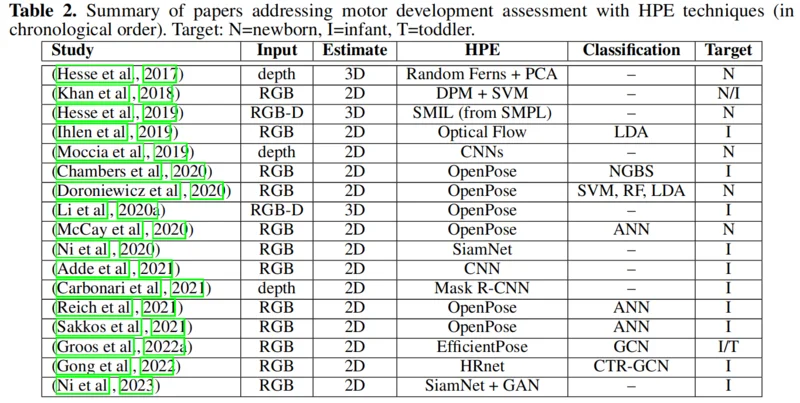 Table 2. Summary of papers addressing motor development assessment with HPE techniques (in
chronological order). Target: N=newborn, I=infant, T=toddler.
Study Input Estimate HPE Classification Target
(Hesse et al., 2017) depth 3D Random Ferns + PCA – N
(Khan et al., 2018) RGB 2D DPM + SVM – N/I
(Hesse et al., 2019) RGB-D 3D SMIL (from SMPL) – N
(Ihlen et al., 2019) RGB 2D Optical Flow LDA I
(Moccia et al., 2019) depth 2D CNNs – N
(Chambers et al., 2020) RGB 2D OpenPose NGBS I
(Doroniewicz et al., 2020) RGB 2D OpenPose SVM, RF, LDA N
(Li et al., 2020a) RGB-D 3D OpenPose – I
(McCay et al., 2020) RGB 2D OpenPose ANN N
(Ni et al., 2020) RGB 2D SiamNet – I
(Adde et al., 2021) RGB 2D CNN – I
(Carbonari et al., 2021) depth 2D Mask R-CNN – I
(Reich et al., 2021) RGB 2D OpenPose ANN I
(Sakkos et al., 2021) RGB 2D OpenPose ANN I
(Groos et al., 2022a) RGB 2D EfficientPose GCN I/T
(Gong et al., 2022) RGB 2D HRnet CTR-GCN I
(Ni et al., 2023) RGB 2D SiamNet + GAN – I